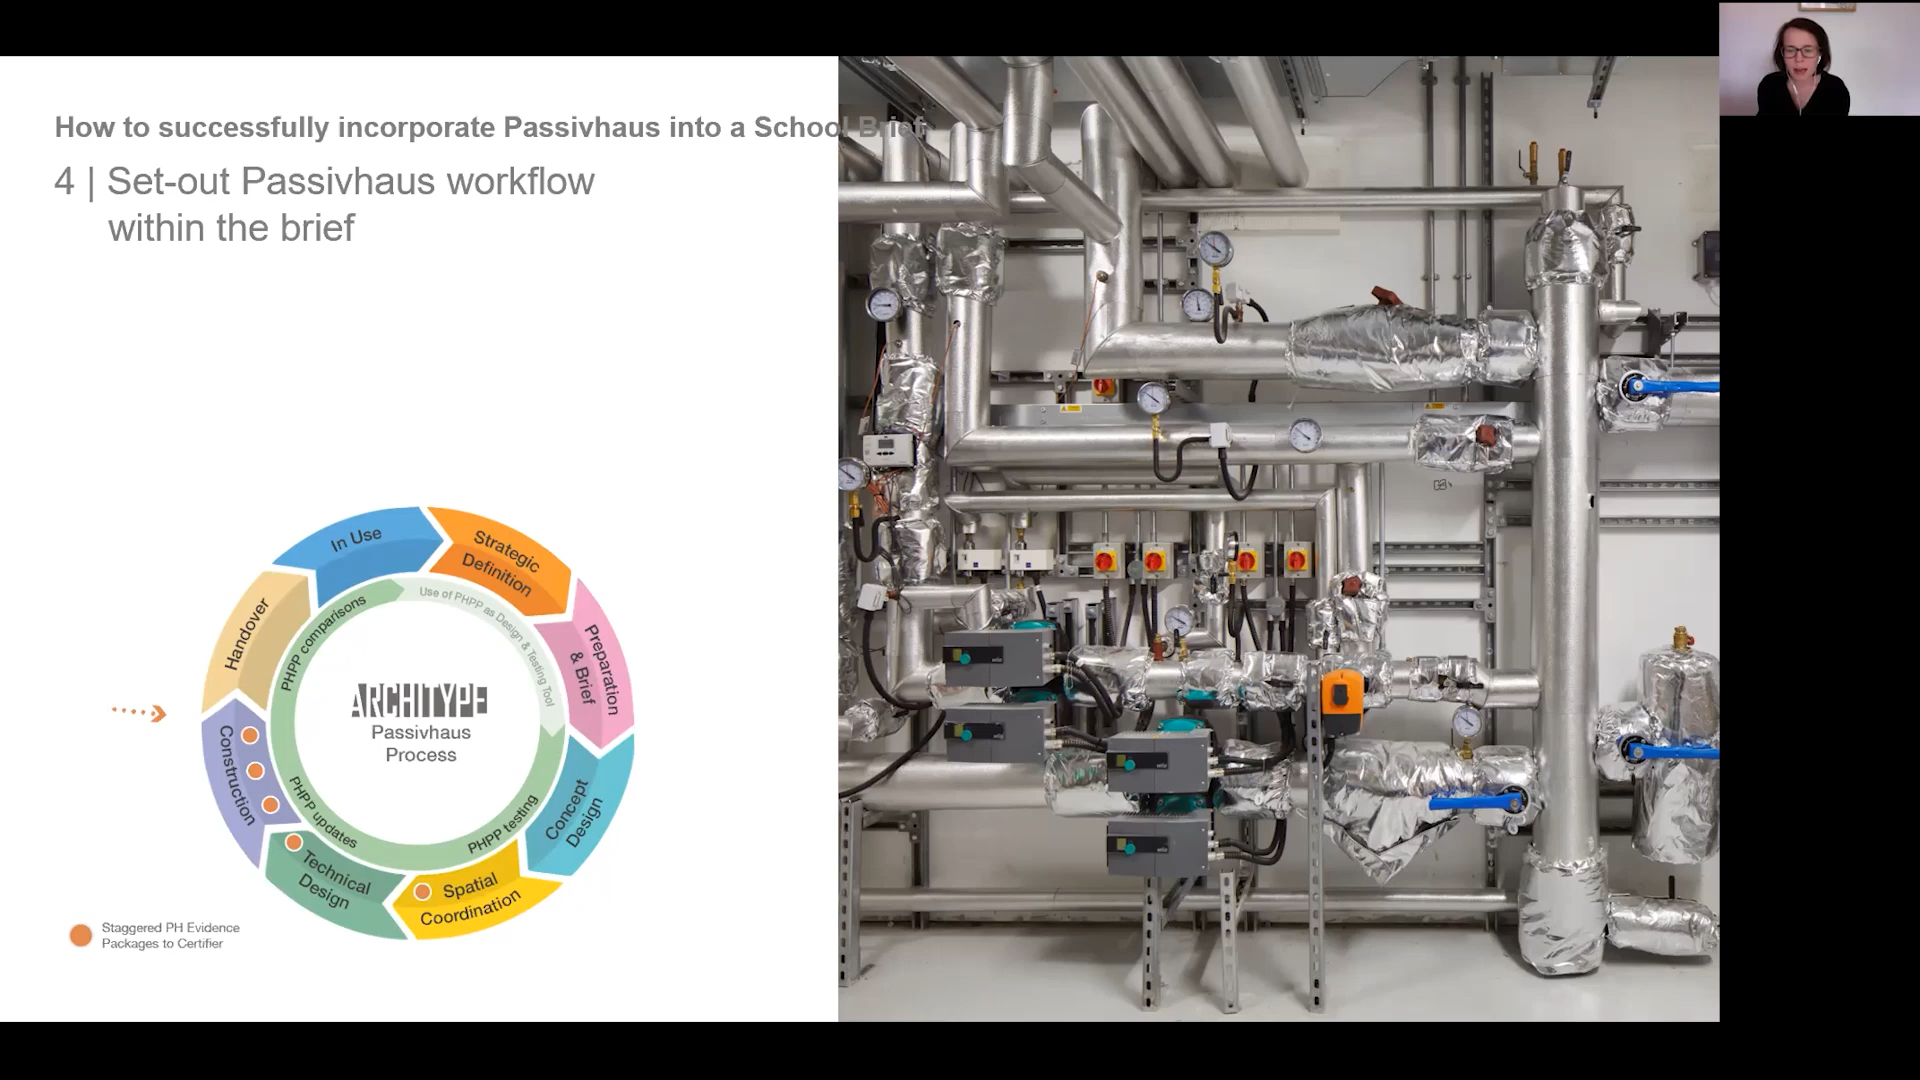 How to successfully incorporate Passivhaus into a School Brief
4 | Set-out Passivhaus workflow
within the brief
In Use
Strategic
Definition
Preparation
& Brief
Concept
Design
Spatial
Coordination
Technical
Design
Construction
Handover
Use of PHPP as Design & Testing Tool
PHPP testing
PHPP updates
PHPP comparisons
ARCHITYPE
Passivhaus
Process
Staggered PH Evidence
Packages to Certifier